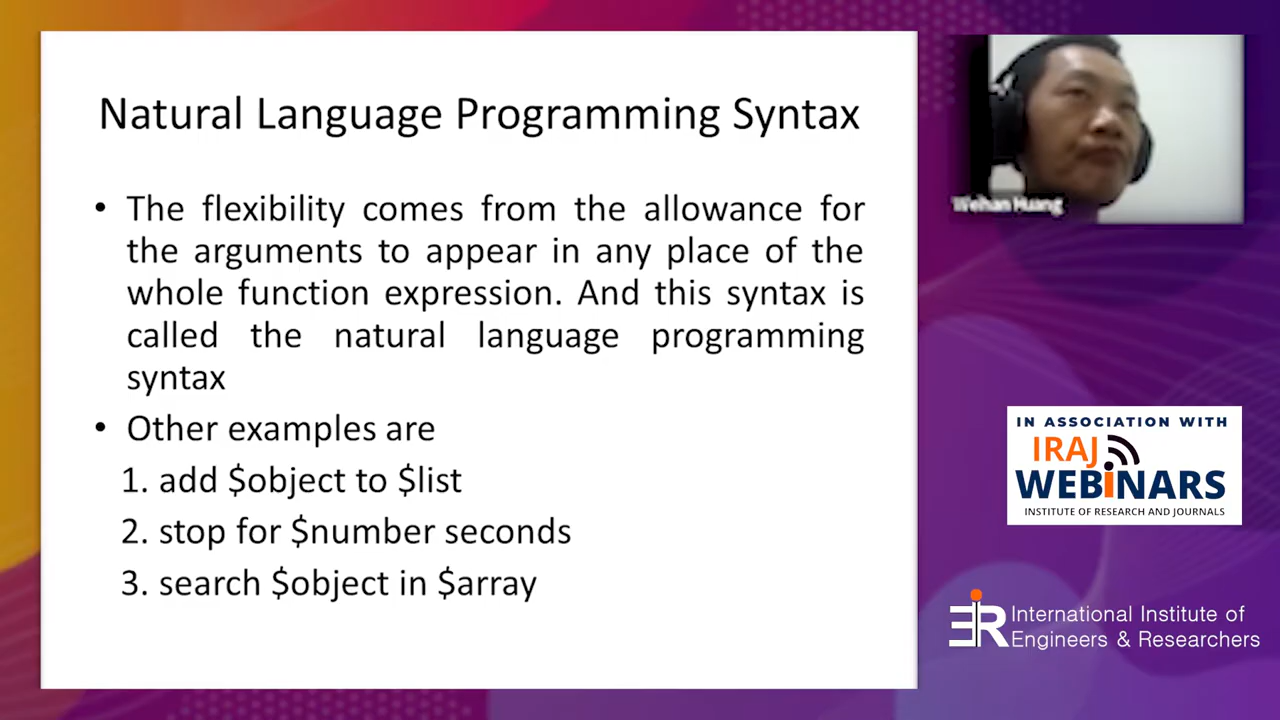 Natural Language Programming Syntax
• The flexibility comes from the allowance for
the arguments to appear in any place of the
whole function expression. And this syntax is
called the natural language programming
syntax
• Other examples are
1. add $object to $list
2. stop for $number seconds
3. search $object in $array
Weihan Huang
IN ASSOCIATION WITH
IRAJ
WEBiNARS
INSTITUTE OF RESEARCH AND JOURNALS
International Institute of
Engineers & Researchers